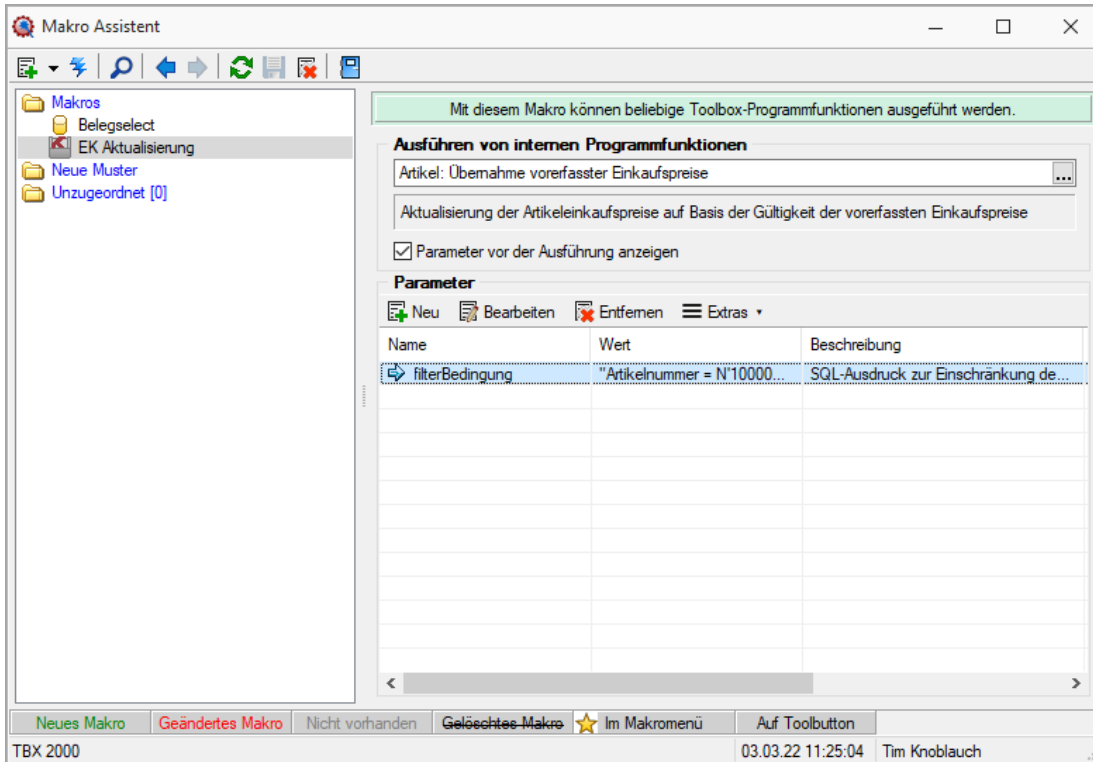 Makro Assistent
Makros
Belegselect
EK Aktualisierung
Neue Muster
Unzugeordnet [0]
Mit diesem Makro können beliebige Toolbox-Programmfunktionen ausgeführt werden.
Ausführen von internen Programmfunktionen
Artikel: Übernahme vorerfasster Einkaufspreise
...
Aktualisierung der Artikeleinkaufspreise auf Basis der Gültigkeit der vorerfassten Einkaufspreise
Parameter vor der Ausführung anzeigen
Parameter
Neu Bearbeiten Entfernen Extras
Name Wert Beschreibung
filterBedingung "Artikelnummer = N'10000... SQL-Ausdruck zur Einschränkung de...
Neues Makro Geändertes Makro Nicht vorhanden Gelöschtes Makro Im Makromenü Auf Toolbutton
TBX 2000 03.03.22 11:25:04 Tim Knoblauch